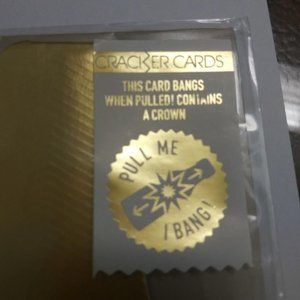 CRACKER CARDS
THIS CARD BANGS
WHEN PULLED! CONTAINS
A CROWN
PULL ME
I BANG!